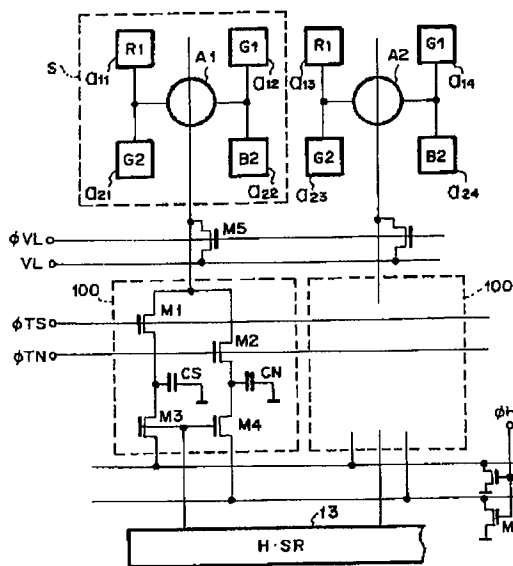 R1 A1 G1 R1 A2 G1
S
a11 a12 a13 a14
G2 B2 G2 B2
a21 a22 a23 a24
φVL M5
VL
100 100
M1
φTS
M2
φTN
CS CN
φH
M3 M4
M
13
H·SR